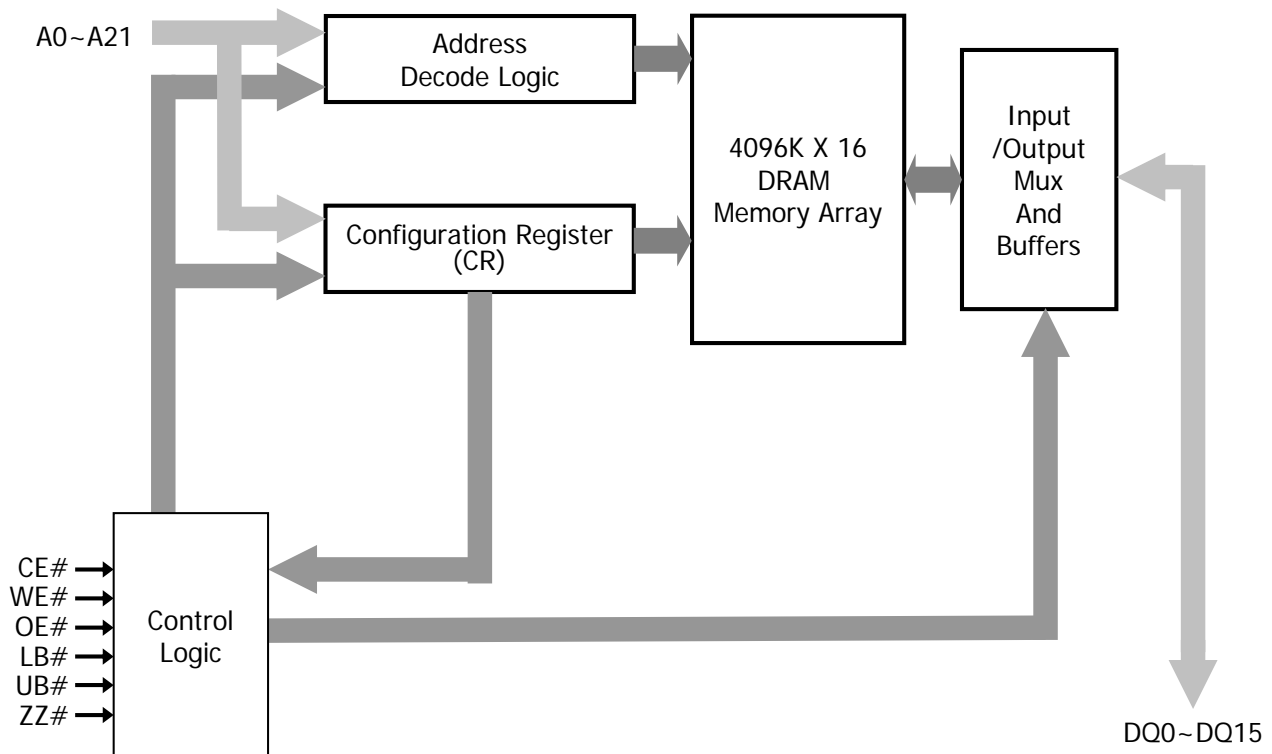 A0~A21
Address
Decode Logic
4096K X 16
DRAM
Memory Array
Input
/Output
Mux
And
Buffers
Configuration Register
(CR)
CE#
WE#
OE#
LB#
UB#
ZZ#
Control
Logic
DQ0~DQ15